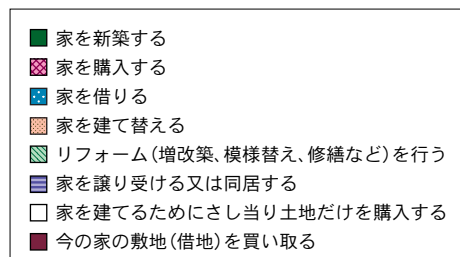 家を新築する
家を購入する
家を借りる
家を建て替える
リフォーム(増改築、模様替え、修繕など)を行う
家を譲り受ける又は同居する
家を建てるためにさし当り土地だけを購入する
今の家の敷地(借地)を買い取る